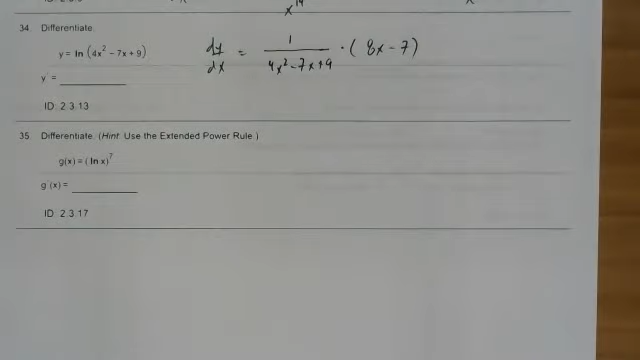 x¹⁴
34. Differentiate.
y = ln (4x² − 7x + 9)
dy/dx = 1/(4x² − 7x + 9) · (8x − 7)
y′ =
ID: 2.3.13
35. Differentiate. (Hint: Use the Extended Power Rule.)
g(x) = (ln x)⁷
g′(x) =
ID: 2.3.17